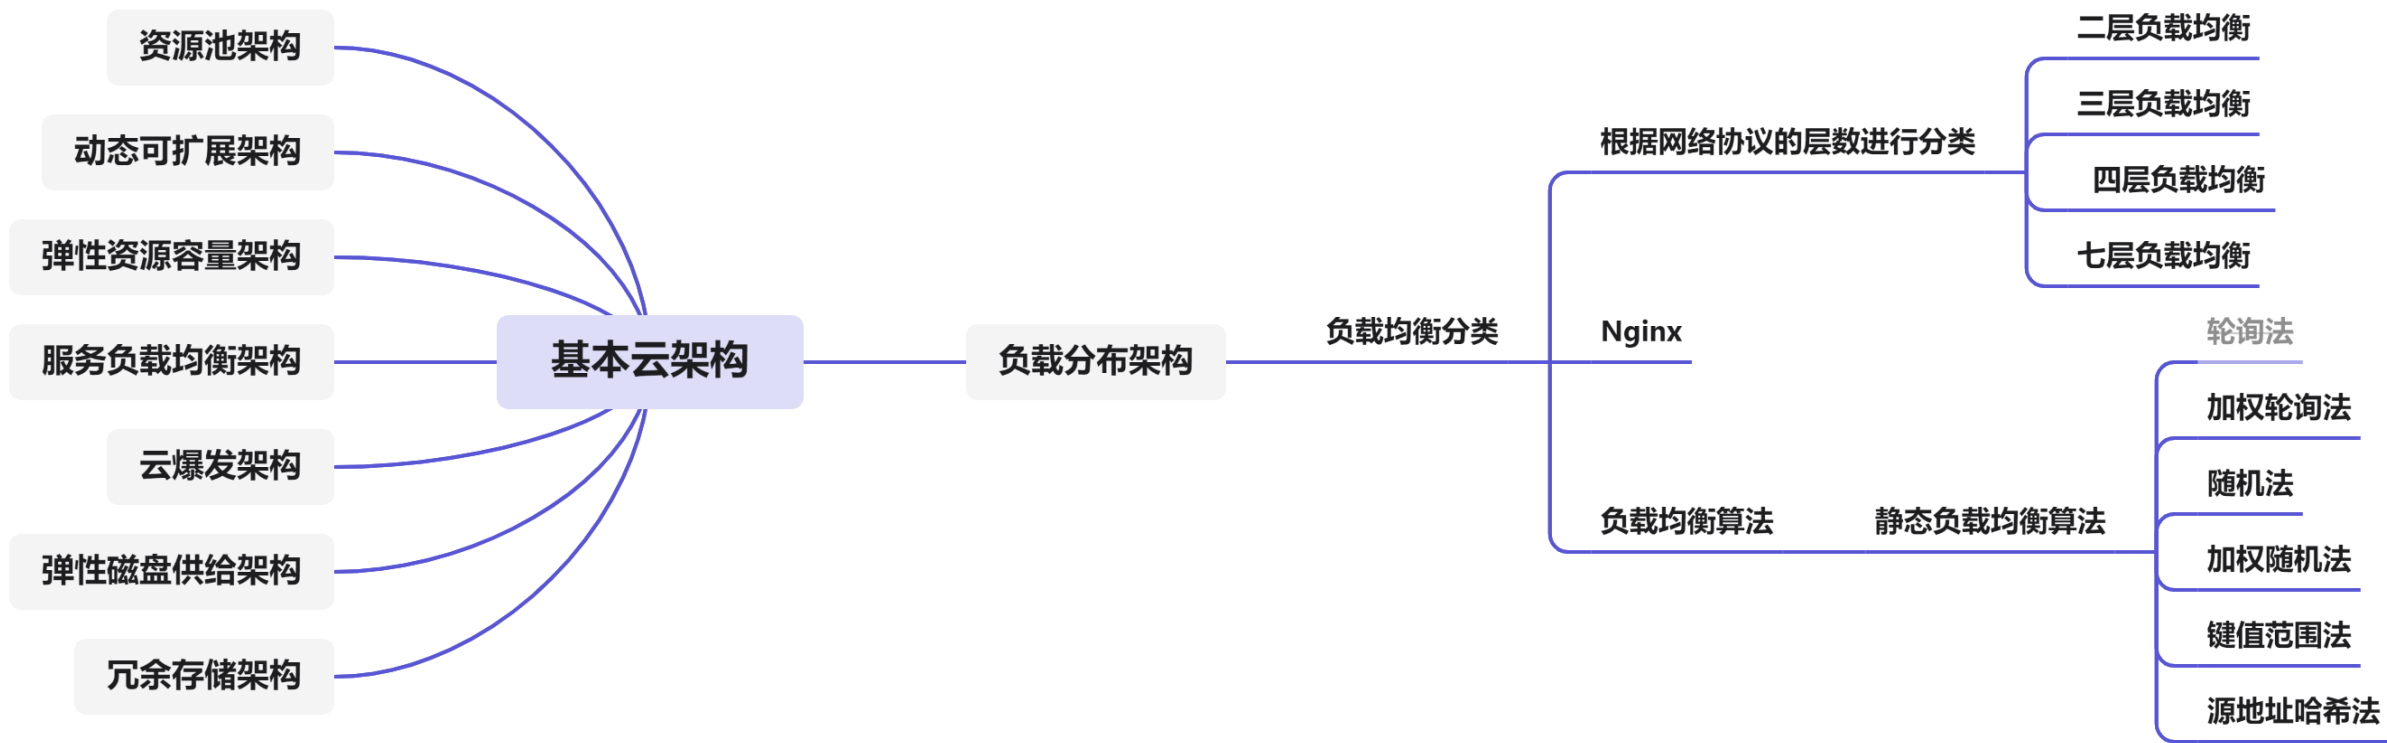 资源池架构
动态可扩展架构
弹性资源容量架构
服务负载均衡架构
云爆发架构
弹性磁盘供给架构
冗余存储架构
基本云架构
负载分布架构
负载均衡分类
根据网络协议的层数进行分类
二层负载均衡
三层负载均衡
四层负载均衡
七层负载均衡
Nginx
负载均衡算法
静态负载均衡算法
轮询法
加权轮询法
随机法
加权随机法
键值范围法
源地址哈希法